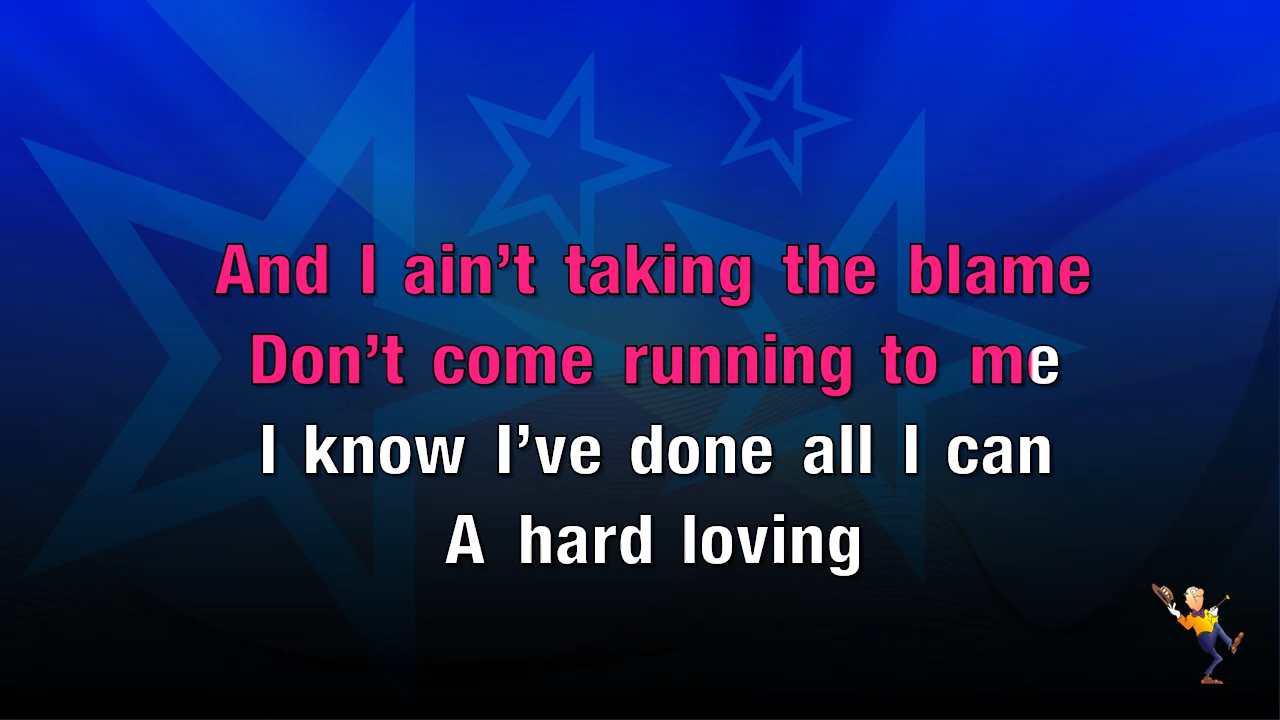 And I ain’t taking the blame
Don’t come running to me
I know I’ve done all I can
A hard loving